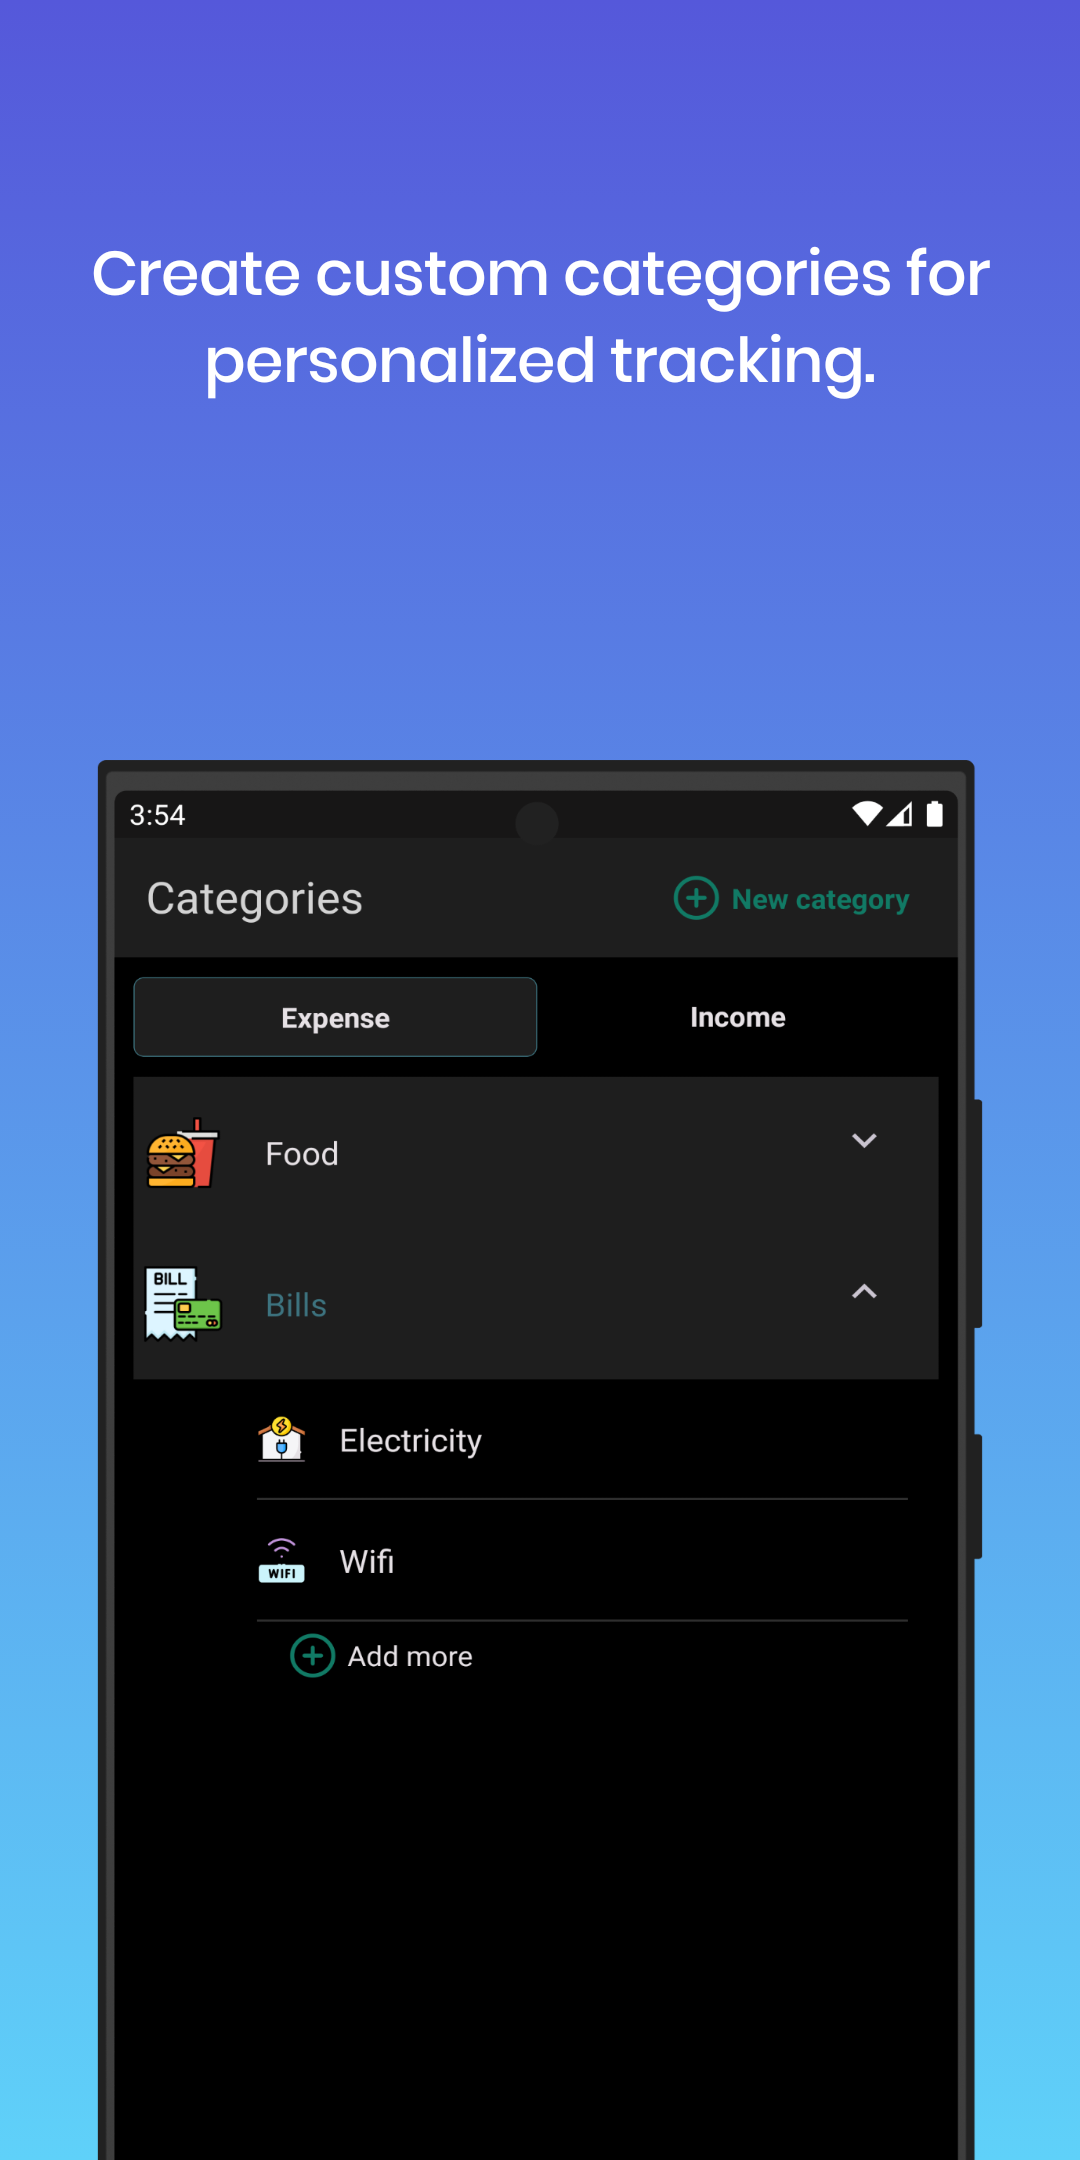 Create custom categories for
personalized tracking.
3:54
Categories
New category
Expense
Income
Food
BILL
Bills
Electricity
WIFI
Wifi
Add more